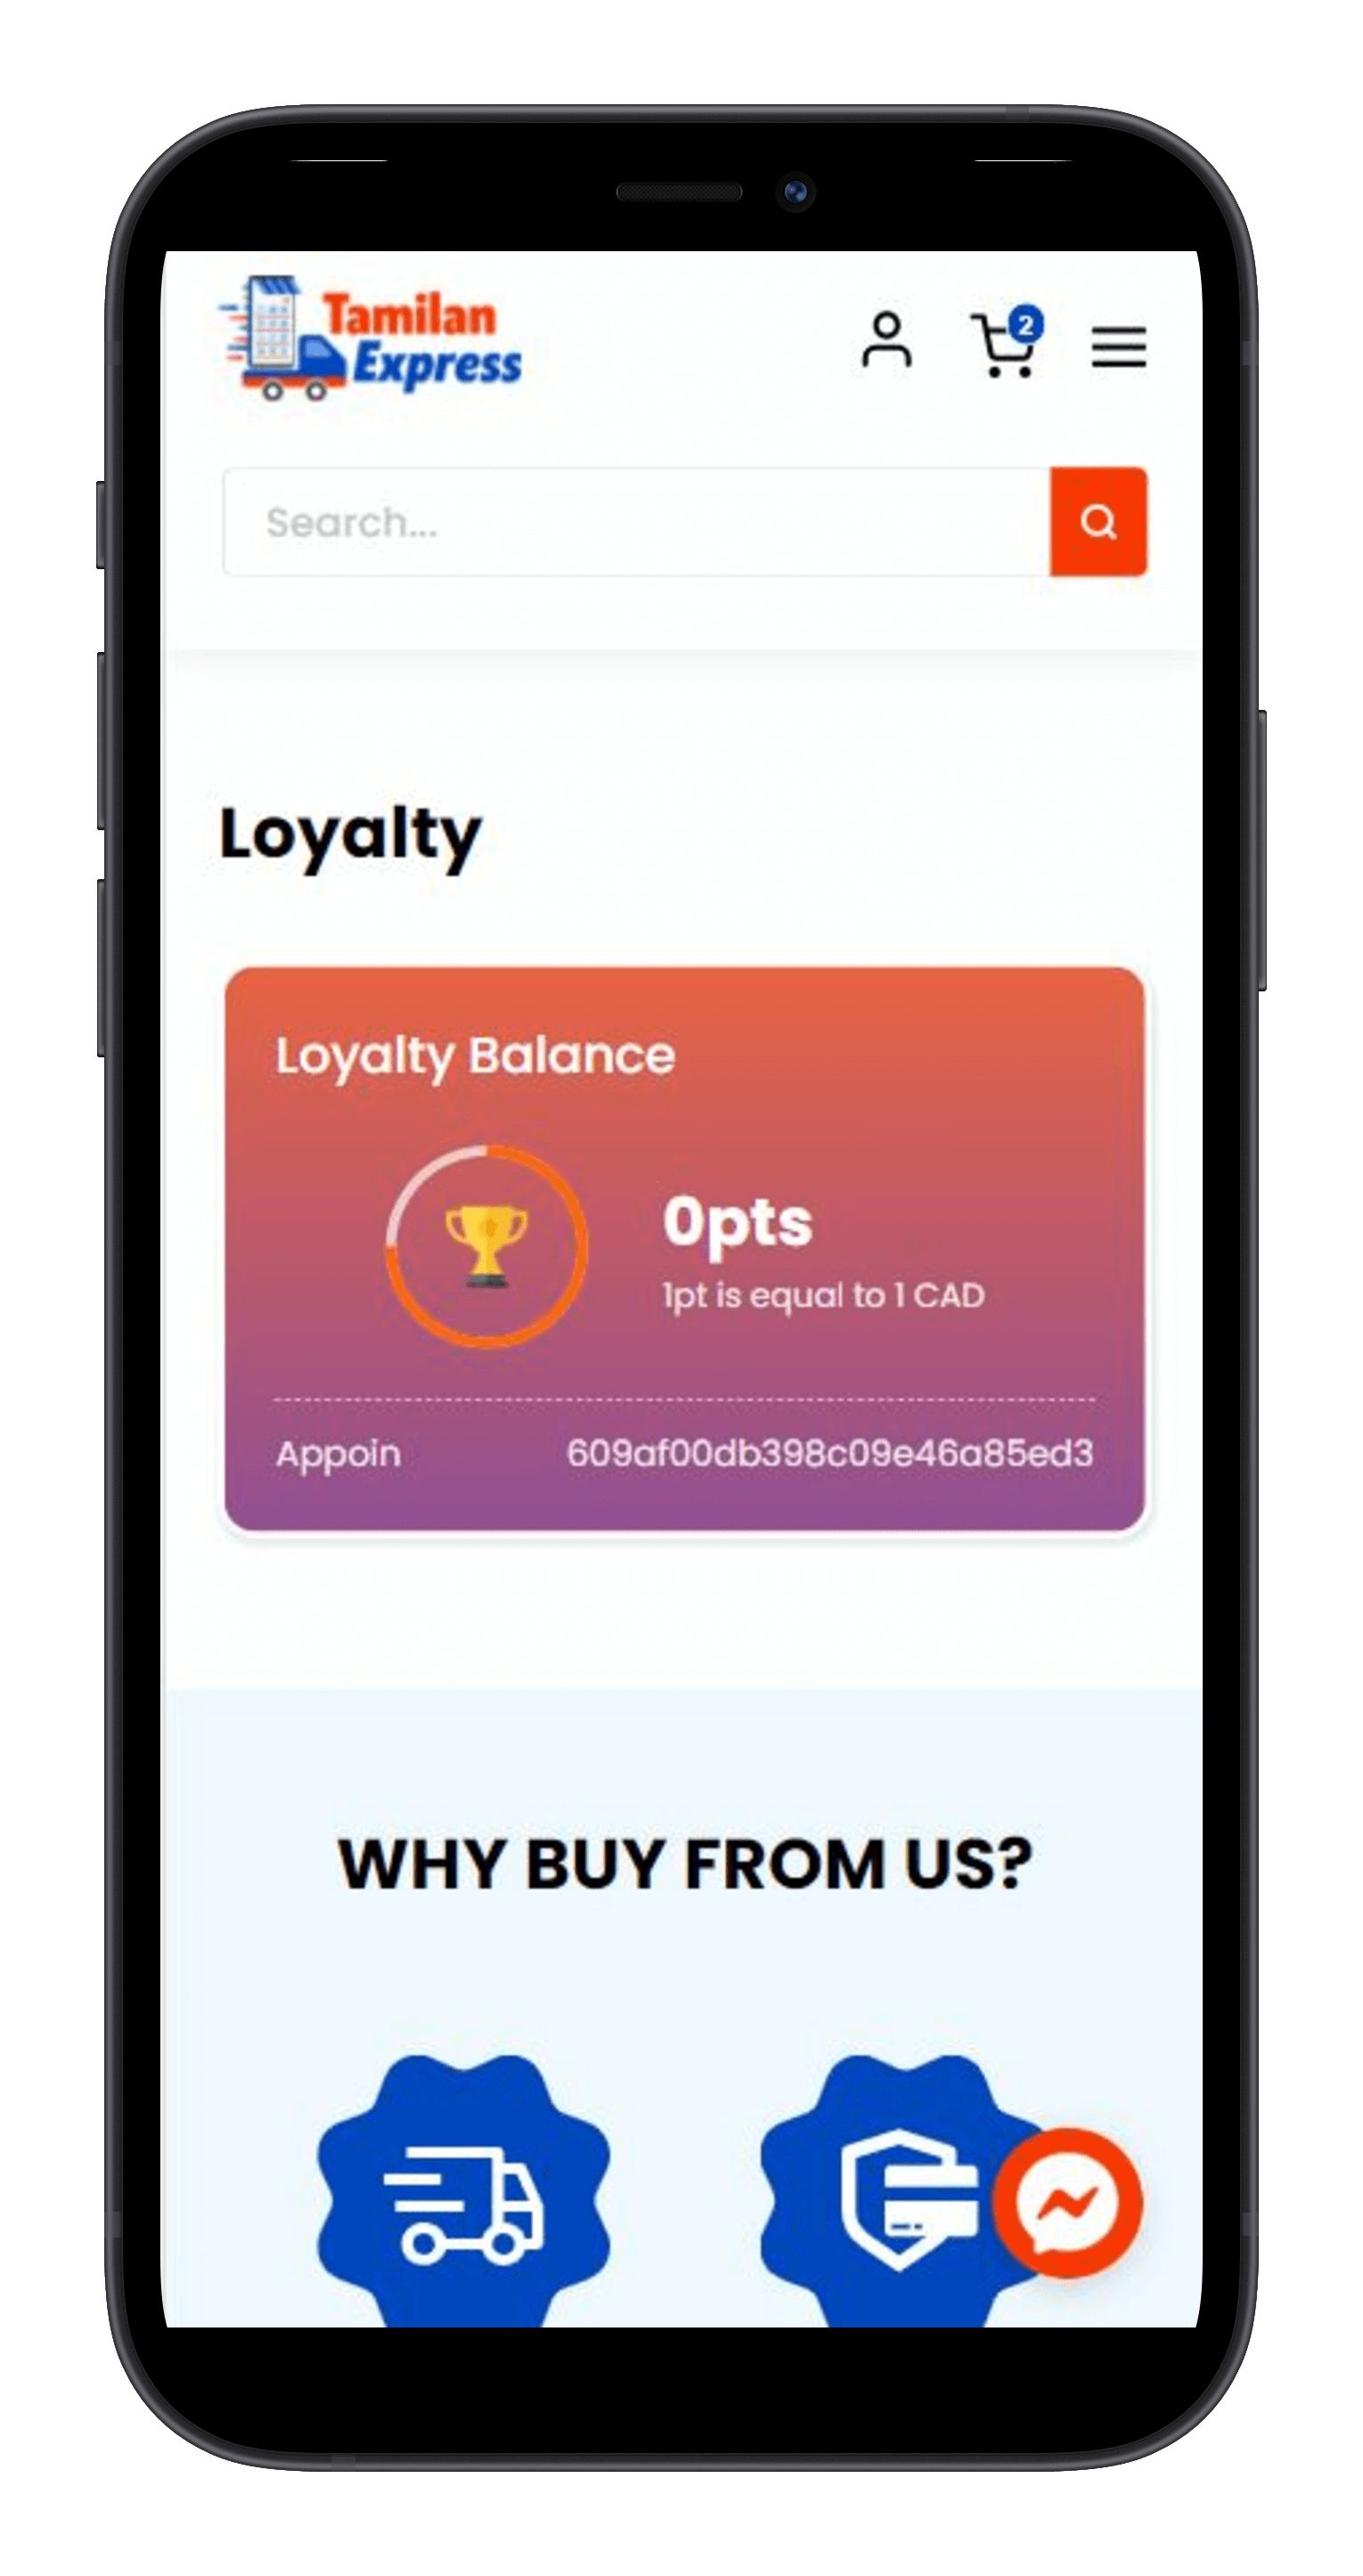 Tamilan
Express
2
Search...
Loyalty
Loyalty Balance
0pts
1pt is equal to 1 CAD
Appoin 609af00db398c09e46a85ed3
WHY BUY FROM US?